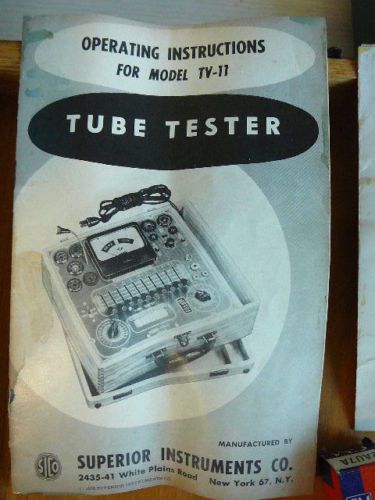 OPERATING INSTRUCTIONS
FOR MODEL TV-11
TUBE TESTER
MANUFACTURED BY
SICO
SUPERIOR INSTRUMENTS CO.
2435-41 White Plains Road New York 67, N.Y.